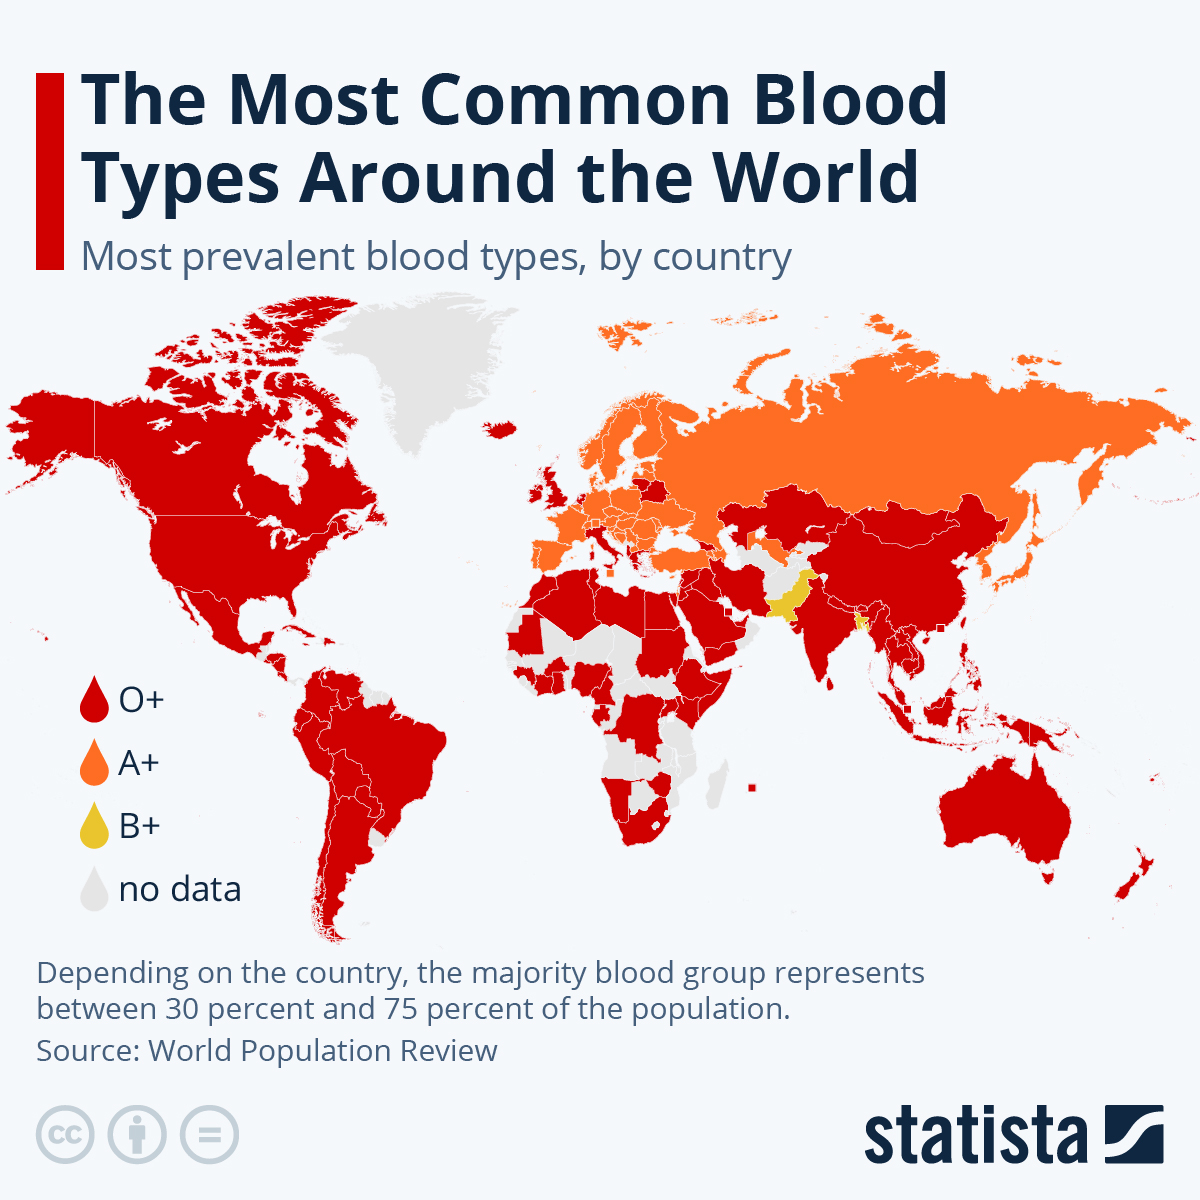 The Most Common Blood
Types Around the World
Most prevalent blood types, by country
O+
A+
B+
no data
Depending on the country, the majority blood group represents
between 30 percent and 75 percent of the population.
Source: World Population Review
cc
statista